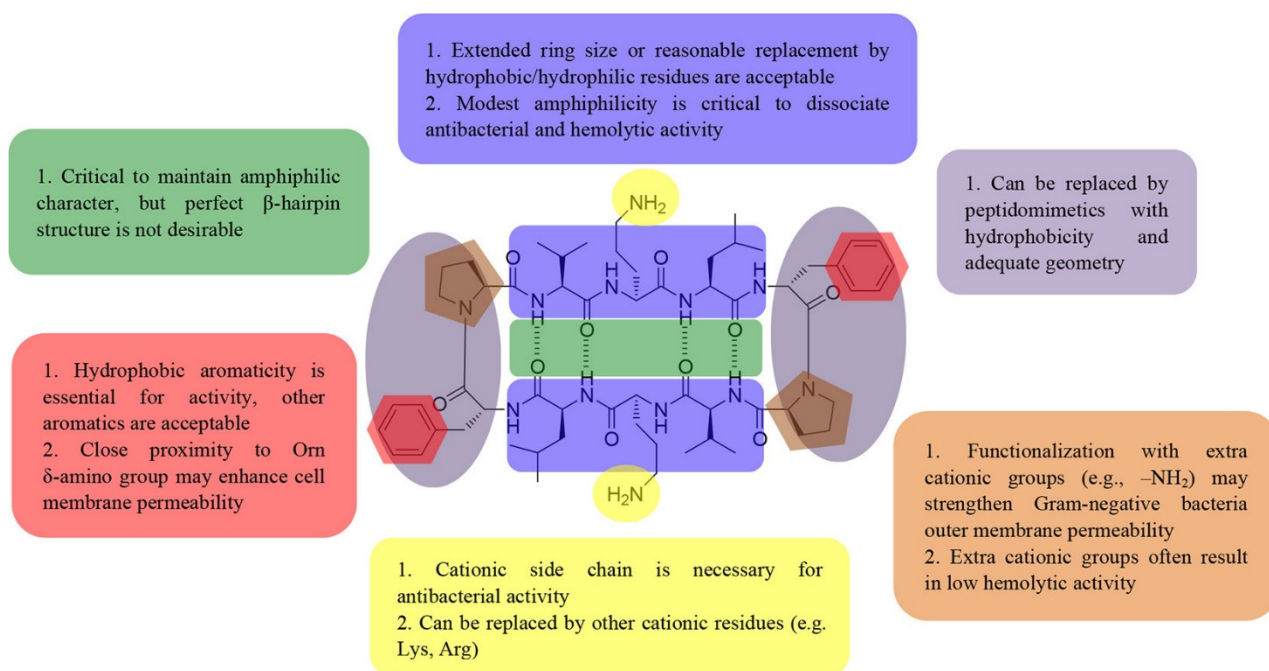 1. Extended ring size or reasonable replacement by
hydrophobic/hydrophilic residues are acceptable
2. Modest amphiphilicity is critical to dissociate
antibacterial and hemolytic activity
1. Critical to maintain amphiphilic
character, but perfect β-hairpin
structure is not desirable
1. Can be replaced by
peptidomimetics with
hydrophobicity and
adequate geometry
NH₂
O
O
O
H
N
N
H
N
H
N
H
N
H
O
O
O
N
O
O
O
O
N
H
H
N
N
H
H
N
H
N
O
O
N
H₂N
1. Hydrophobic aromaticity is
essential for activity, other
aromatics are acceptable
2. Close proximity to Orn
δ-amino group may enhance cell
membrane permeability
1. Functionalization with extra
cationic groups (e.g., –NH₂) may
strengthen Gram-negative bacteria
outer membrane permeability
2. Extra cationic groups often result
in low hemolytic activity
1. Cationic side chain is necessary for
antibacterial activity
2. Can be replaced by other cationic residues (e.g.
Lys, Arg)